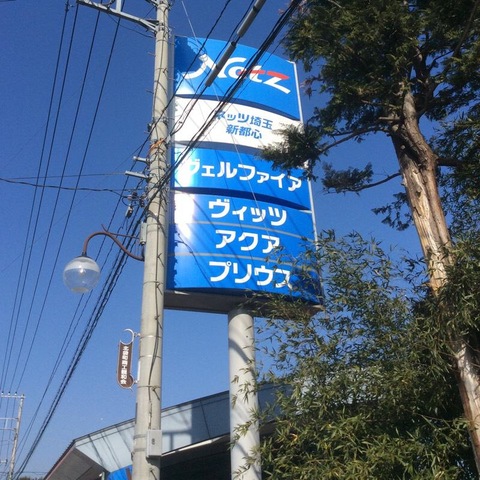 Netz
ネッツ埼玉
新都心
ヴェルファイア
ヴィッツ
アクア
プリウス